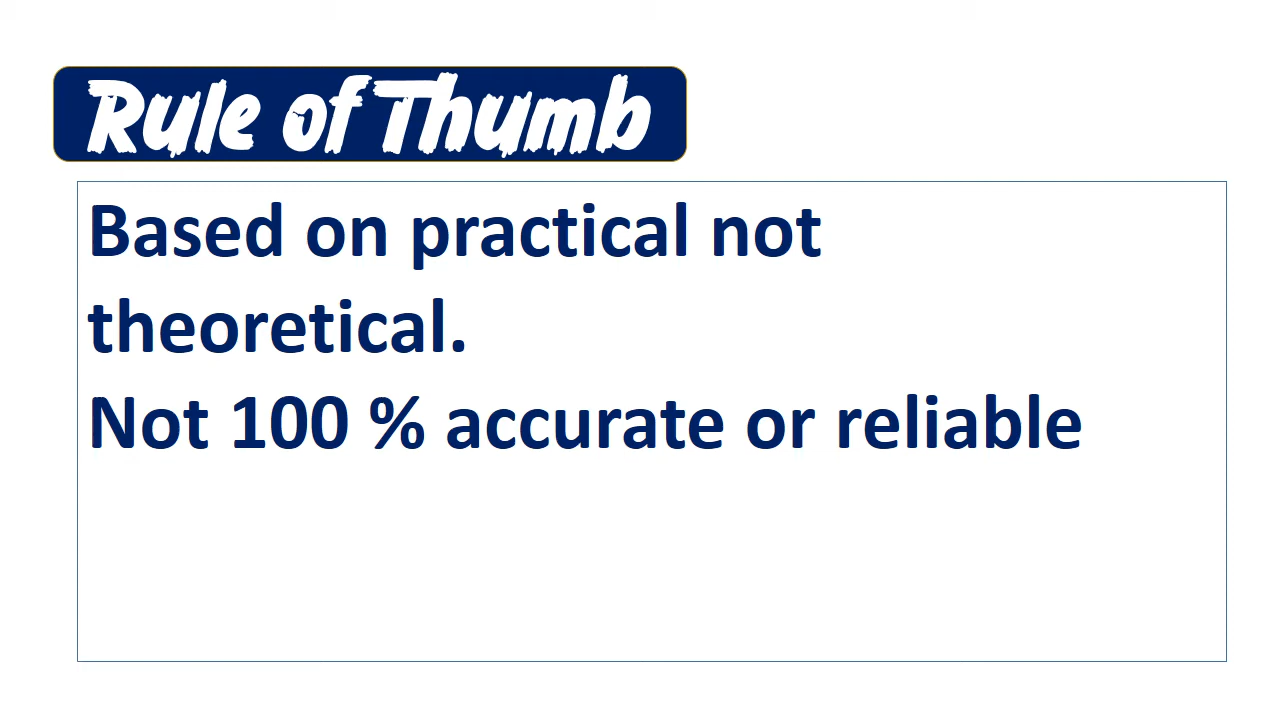 Rule of Thumb
Based on practical not
theoretical.
Not 100 % accurate or reliable